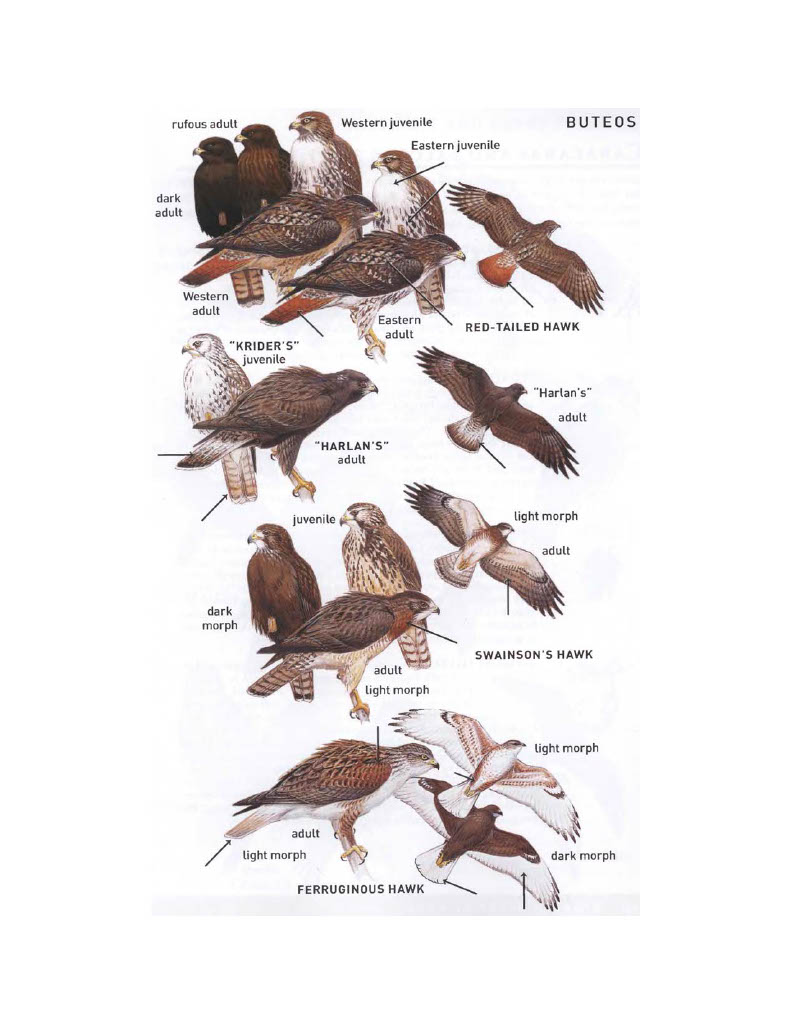 BUTEOS
rufous adult
Western juvenile
Eastern juvenile
dark
adult
Western
adult
Eastern
adult
RED-TAILED HAWK
"KRIDER'S"
juvenile
"Harlan's"
adult
"HARLAN'S"
adult
juvenile
light morph
adult
dark
morph
SWAINSON'S HAWK
adult
light morph
light morph
adult
light morph
dark morph
FERRUGINOUS HAWK